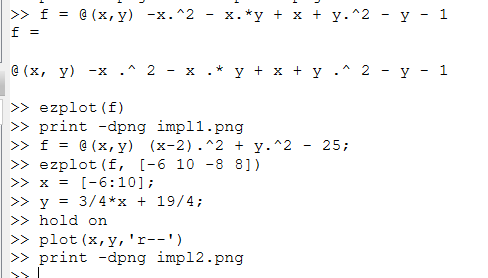 >> f = @(x,y) -x.^2 - x.*y + x + y.^2 - y - 1
f =
@(x, y) -x .^ 2 - x .* y + x + y .^ 2 - y - 1
>> ezplot(f)
>> print -dpng impl1.png
>> f = @(x,y) (x-2).^2 + y.^2 - 25;
>> ezplot(f, [-6 10 -8 8])
>> x = [-6:10];
>> y = 3/4*x + 19/4;
>> hold on
>> plot(x,y,'r--')
>> print -dpng impl2.png
>>